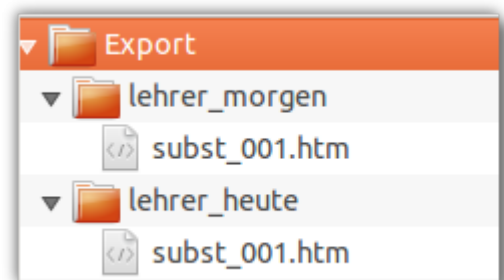 Export
lehrer_morgen
subst_001.htm
lehrer_heute
subst_001.htm